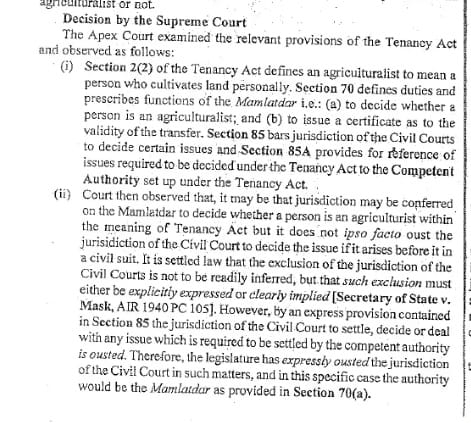 agriculturalist or not.
Decision by the Supreme Court
The Apex Court examined the relevant provisions of the Tenancy Act
and observed as follows:
(i) Section 2(2) of the Tenancy Act defines an agriculturalist to mean a
person who cultivates land personally. Section 70 defines duties and
prescribes functions of the Mamlatdar i.e.: (a) to decide whether a
person is an agriculturalist; and (b) to issue a certificate as to the
validity of the transfer. Section 85 bars jurisdiction of the Civil Courts
to decide certain issues and Section 85A provides for reference of
issues required to be decided under the Tenancy Act to the Competent
Authority set up under the Tenancy Act.
(ii) Court then observed that, it may be that jurisdiction may be conferred
on the Mamlatdar to decide whether a person is an agriculturist within
the meaning of Tenancy Act but it does not ipso facto oust the
jurisidiction of the Civil Court to decide the issue if it arises before it in
a civil suit. It is settled law that the exclusion of the jurisdiction of the
Civil Courts is not to be readily inferred, but that such exclusion must
either be explicitly expressed or clearly implied [Secretary of State v.
Mask, AIR 1940 PC 105]. However, by an express provision contained
in Section 85 the jurisdiction of the Civil Court to settle, decide or deal
with any issue which is required to be settled by the competent authority
is ousted. Therefore, the legislature has expressly ousted the jurisdiction
of the Civil Court in such matters, and in this specific case the authority
would be the Mamlatdar as provided in Section 70(a).